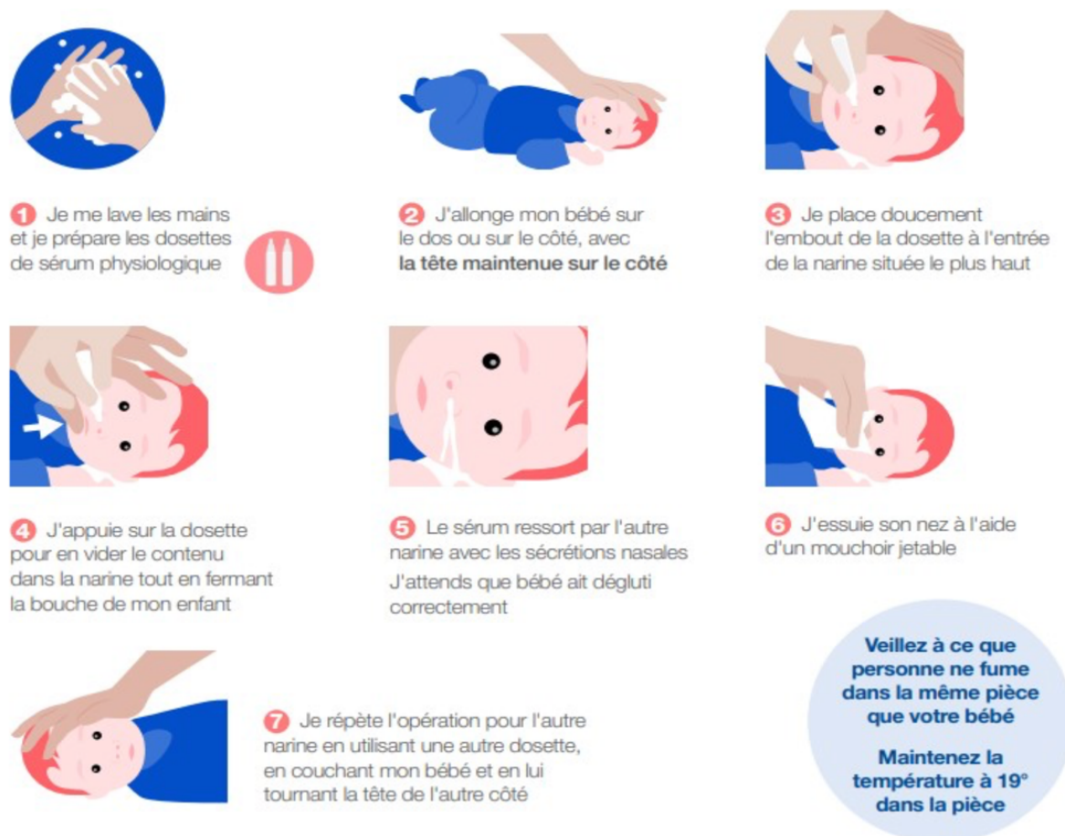 1 Je me lave les mains
et je prépare les dosettes
de sérum physiologique
2 J'allonge mon bébé sur
le dos ou sur le côté, avec
la tête maintenue sur le côté
3 Je place doucement
l'embout de la dosette à l'entrée
de la narine située le plus haut
4 J'appuie sur la dosette
pour en vider le contenu
dans la narine tout en fermant
la bouche de mon enfant
5 Le sérum ressort par l'autre
narine avec les sécrétions nasales
J'attends que bébé ait dégluti
correctement
6 J'essuie son nez à l'aide
d'un mouchoir jetable
7 Je répète l'opération pour l'autre
narine en utilisant une autre dosette,
en couchant mon bébé et en lui
tournant la tête de l'autre côté
Veillez à ce que
personne ne fume
dans la même pièce
que votre bébé
Maintenez la
température à 19°
dans la pièce